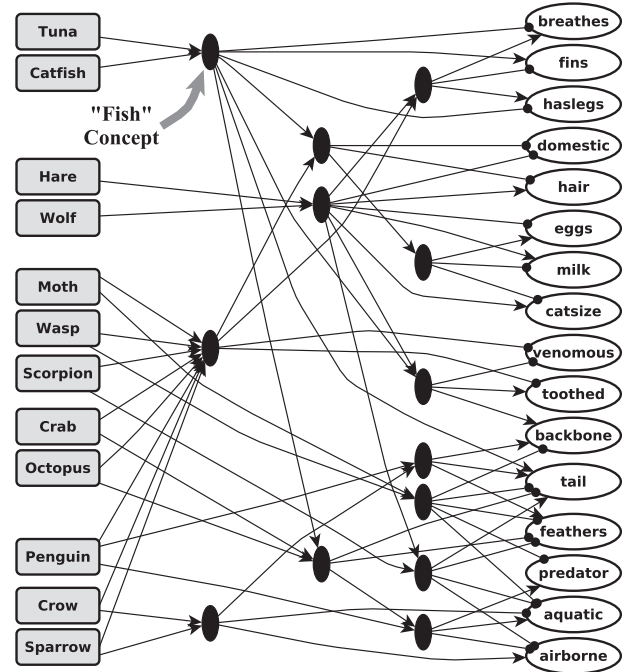 Tuna
Catfish
"Fish"
Concept
Hare
Wolf
Moth
Wasp
Scorpion
Crab
Octopus
Penguin
Crow
Sparrow
breathes
fins
haslegs
domestic
hair
eggs
milk
catsize
venomous
toothed
backbone
tail
feathers
predator
aquatic
airborne